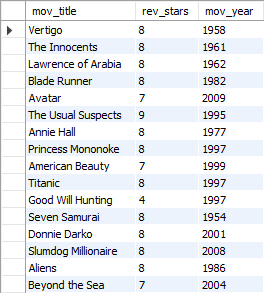 mov_title rev_stars mov_year
Vertigo 8 1958
The Innocents 8 1961
Lawrence of Arabia 8 1962
Blade Runner 8 1982
Avatar 7 2009
The Usual Suspects 9 1995
Annie Hall 8 1977
Princess Mononoke 8 1997
American Beauty 7 1999
Titanic 8 1997
Good Will Hunting 4 1997
Seven Samurai 8 1954
Donnie Darko 8 2001
Slumdog Millionaire 8 2008
Aliens 8 1986
Beyond the Sea 7 2004